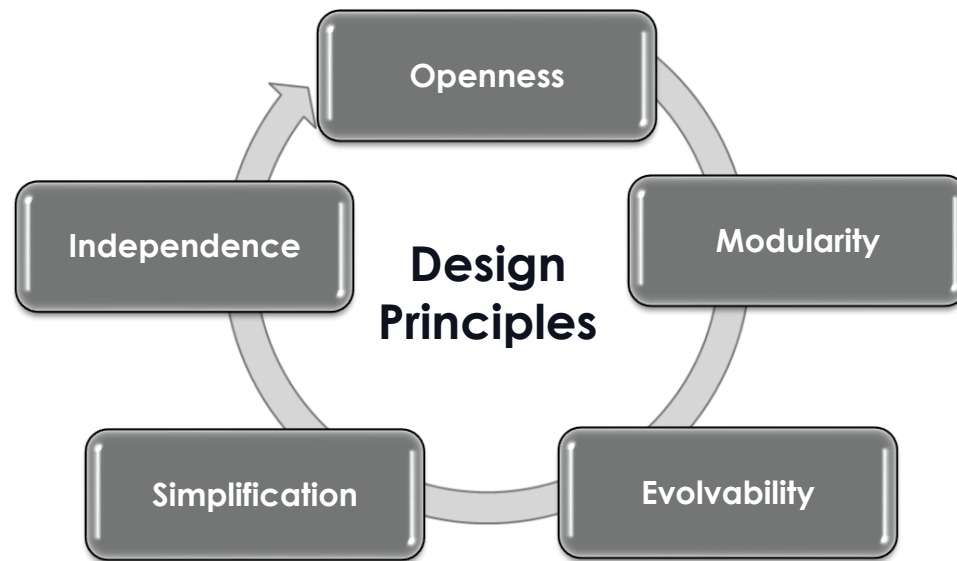 Openness
Modularity
Evolvability
Simplification
Independence
Design
Principles